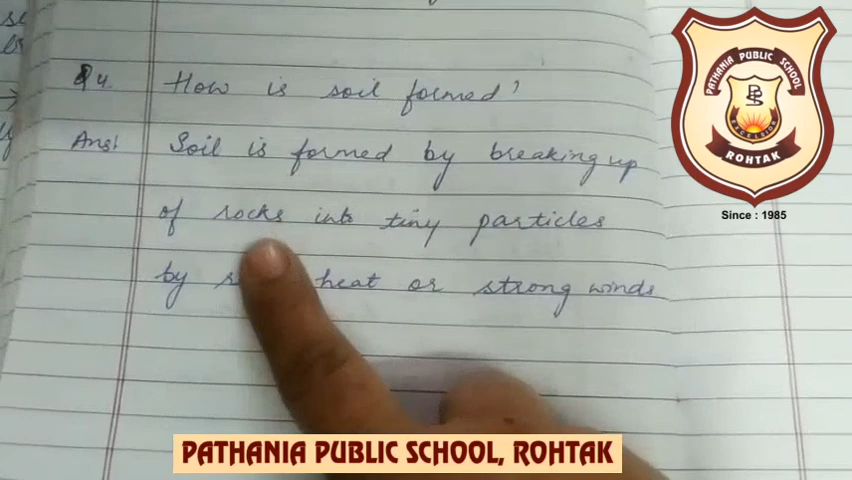 Q4. How is soil formed?
Ans! Soil is formed by breaking up
of rocks into tiny particles
by heat or strong winds
PATHANIA PUBLIC SCHOOL
EXCELSIOR
ROHTAK
Since : 1985
PATHANIA PUBLIC SCHOOL, ROHTAK